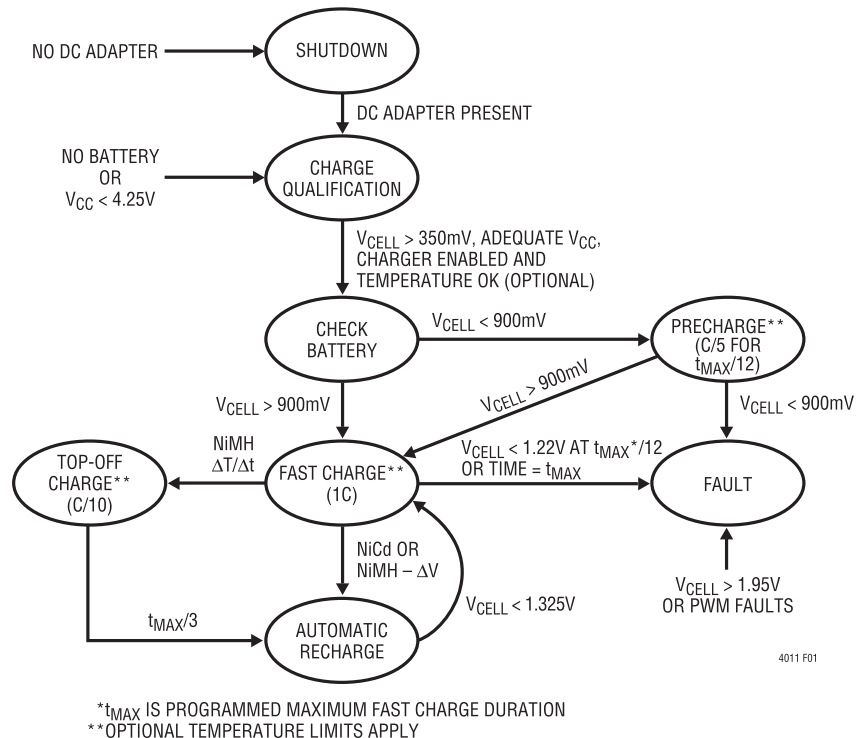 NO DC ADAPTER
SHUTDOWN
DC ADAPTER PRESENT
NO BATTERY
OR
VCC < 4.25V
CHARGE
QUALIFICATION
VCELL > 350mV, ADEQUATE VCC,
CHARGER ENABLED AND
TEMPERATURE OK (OPTIONAL)
CHECK
BATTERY
VCELL < 900mV
PRECHARGE**
(C/5 FOR
tMAX/12)
VCELL > 900mV
VCELL > 900mV
VCELL < 900mV
NiMH
ΔT/Δt
TOP-OFF
CHARGE**
(C/10)
FAST CHARGE**
(1C)
VCELL < 1.22V AT tMAX*/12
OR TIME = tMAX
FAULT
NiCd OR
NiMH – ΔV
VCELL < 1.325V
VCELL > 1.95V
OR PWM FAULTS
tMAX/3
AUTOMATIC
RECHARGE
4011 F01
*tMAX IS PROGRAMMED MAXIMUM FAST CHARGE DURATION
**OPTIONAL TEMPERATURE LIMITS APPLY